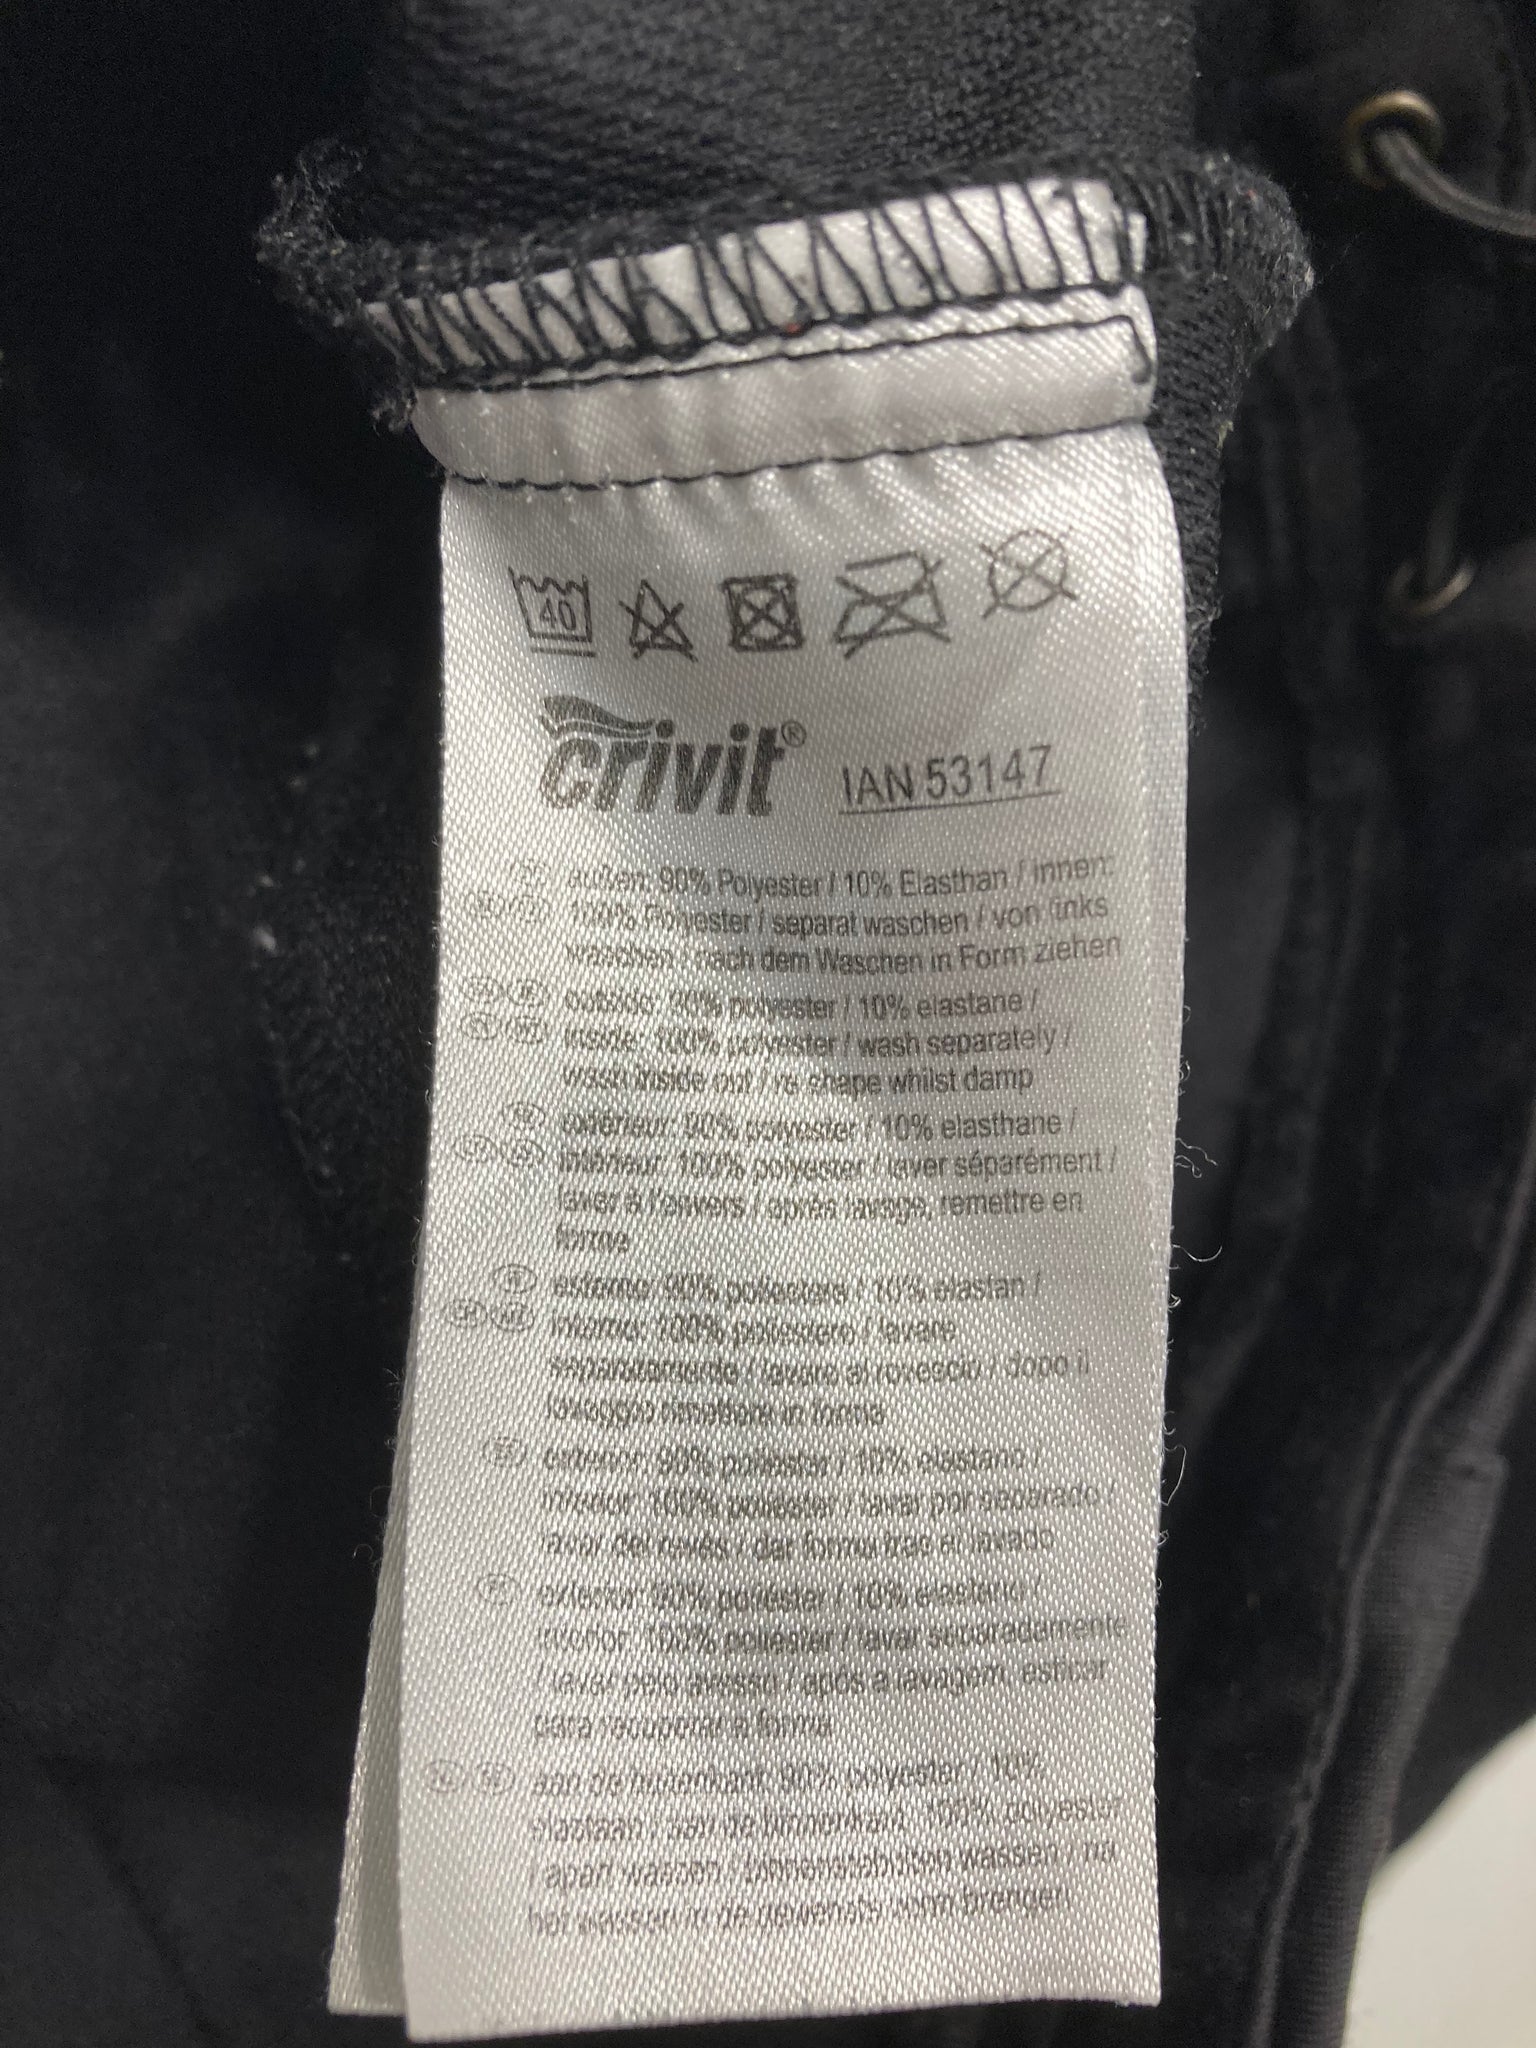 40
crivit® IAN 53147
außen: 90% Polyester / 10% Elasthan / innen:
100% Polyester / separat waschen / von links
waschen / nach dem Waschen in Form ziehen
outside: 90% polyester / 10% elastane /
inside: 100% polyester / wash separately /
wash inside out / re shape whilst damp
extérieur: 90% polyester / 10% élasthane /
intérieur: 100% polyester / laver séparément /
laver à l'envers / après lavage, remettre en
forme
esterno: 90% poliestere / 10% elastan /
interno: 100% poliestere / lavare
separatamente / lavare al rovescio / dopo il
lavaggio rimettere in forma
exterior: 90% poliéster / 10% elastano /
interior: 100% poliéster / lavar por separado /
lavar del revés / dar forma tras el lavado
exterior: 90% poliéster / 10% elastano /
interior: 100% poliéster / lavar separadamente
/ lavar pelo avesso / após a lavagem, esticar
para recuperar a forma
aan de binnenkant: 90% polyester / 10%
elastaan / aan de binnenkant: 100% polyester
apart wassen / binnenstebuiten wassen / na
het wassen in de gewenste vorm brengen